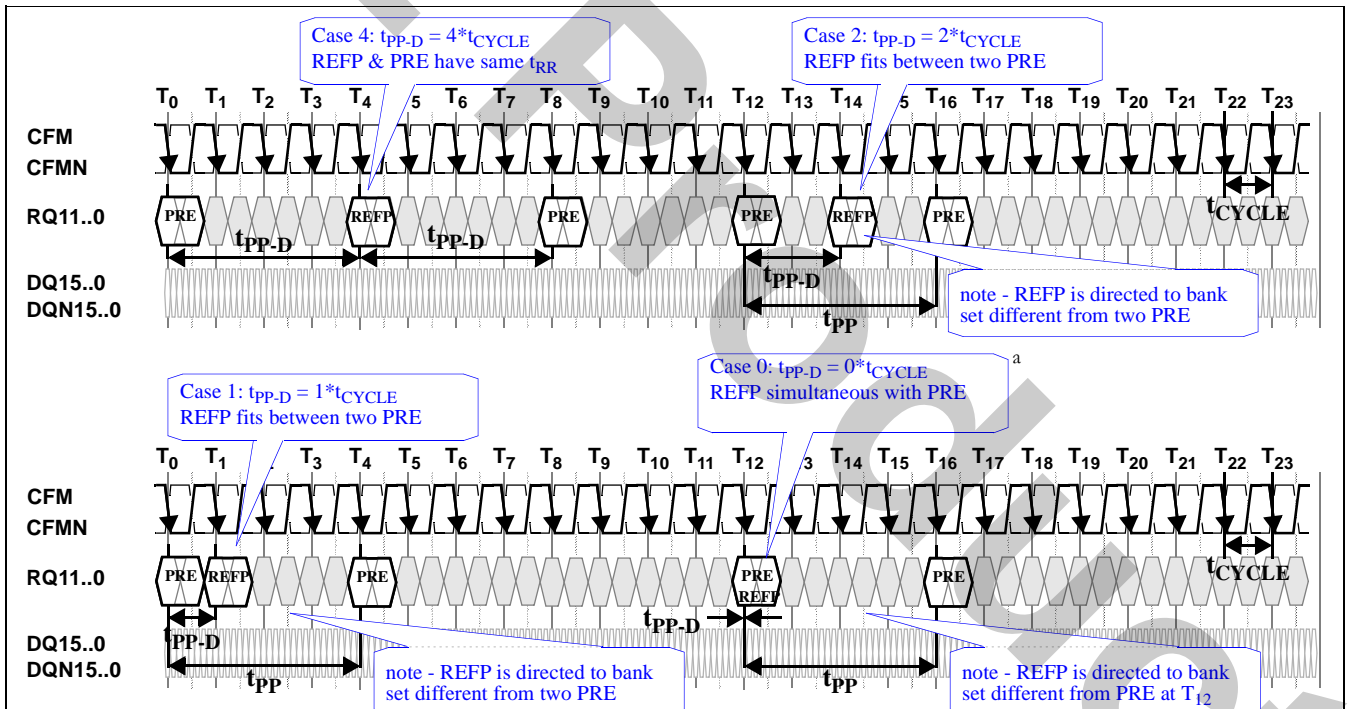 Case 4: tPP-D = 4*tCYCLE
REFP & PRE have same tRR
Case 2: tPP-D = 2*tCYCLE
REFP fits between two PRE
T0 T1 T2 T3 T4 5 T6 T7 T8 T9 T10 T11 T12 T13 T14 5 T16 T17 T18 T19 T20 T21 T22 T23
CFM
CFMN
RQ11..0
PRE REFP PRE PRE REFP PRE
tCYCLE
tPP-D tPP-D tPP-D
DQ15..0
DQN15..0
tPP
note - REFP is directed to bank
set different from two PRE
Case 1: tPP-D = 1*tCYCLE
REFP fits between two PRE
Case 0: tPP-D = 0*tCYCLE
REFP simultaneous with PRE
a
T0 T1 T3 T4 T5 T6 T7 T8 T9 T10 T11 T12 3 T14 T15 T16 T17 T18 T19 T20 T21 T22 T23
CFM
CFMN
RQ11..0
PRE REFP PRE PRE REFP PRE
tCYCLE
tPP-D tPP-D
DQ15..0
DQN15..0
tPP tPP
note - REFP is directed to bank
set different from two PRE
note - REFP is directed to bank
set different from PRE at T12
Product